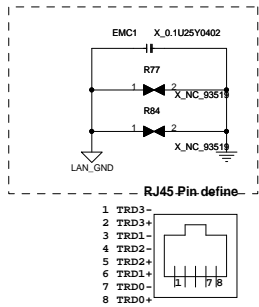 EMC1 X_0.1U25Y0402
R77
1 2
X_NC_93519
R84
1 2
X_NC_93519
LAN_GND
RJ45 Pin define
1 TRD3-
2 TRD3+
3 TRD1-
4 TRD2-
5 TRD2+
6 TRD1+
7 TRD0-
8 TRD0+
1 7 8